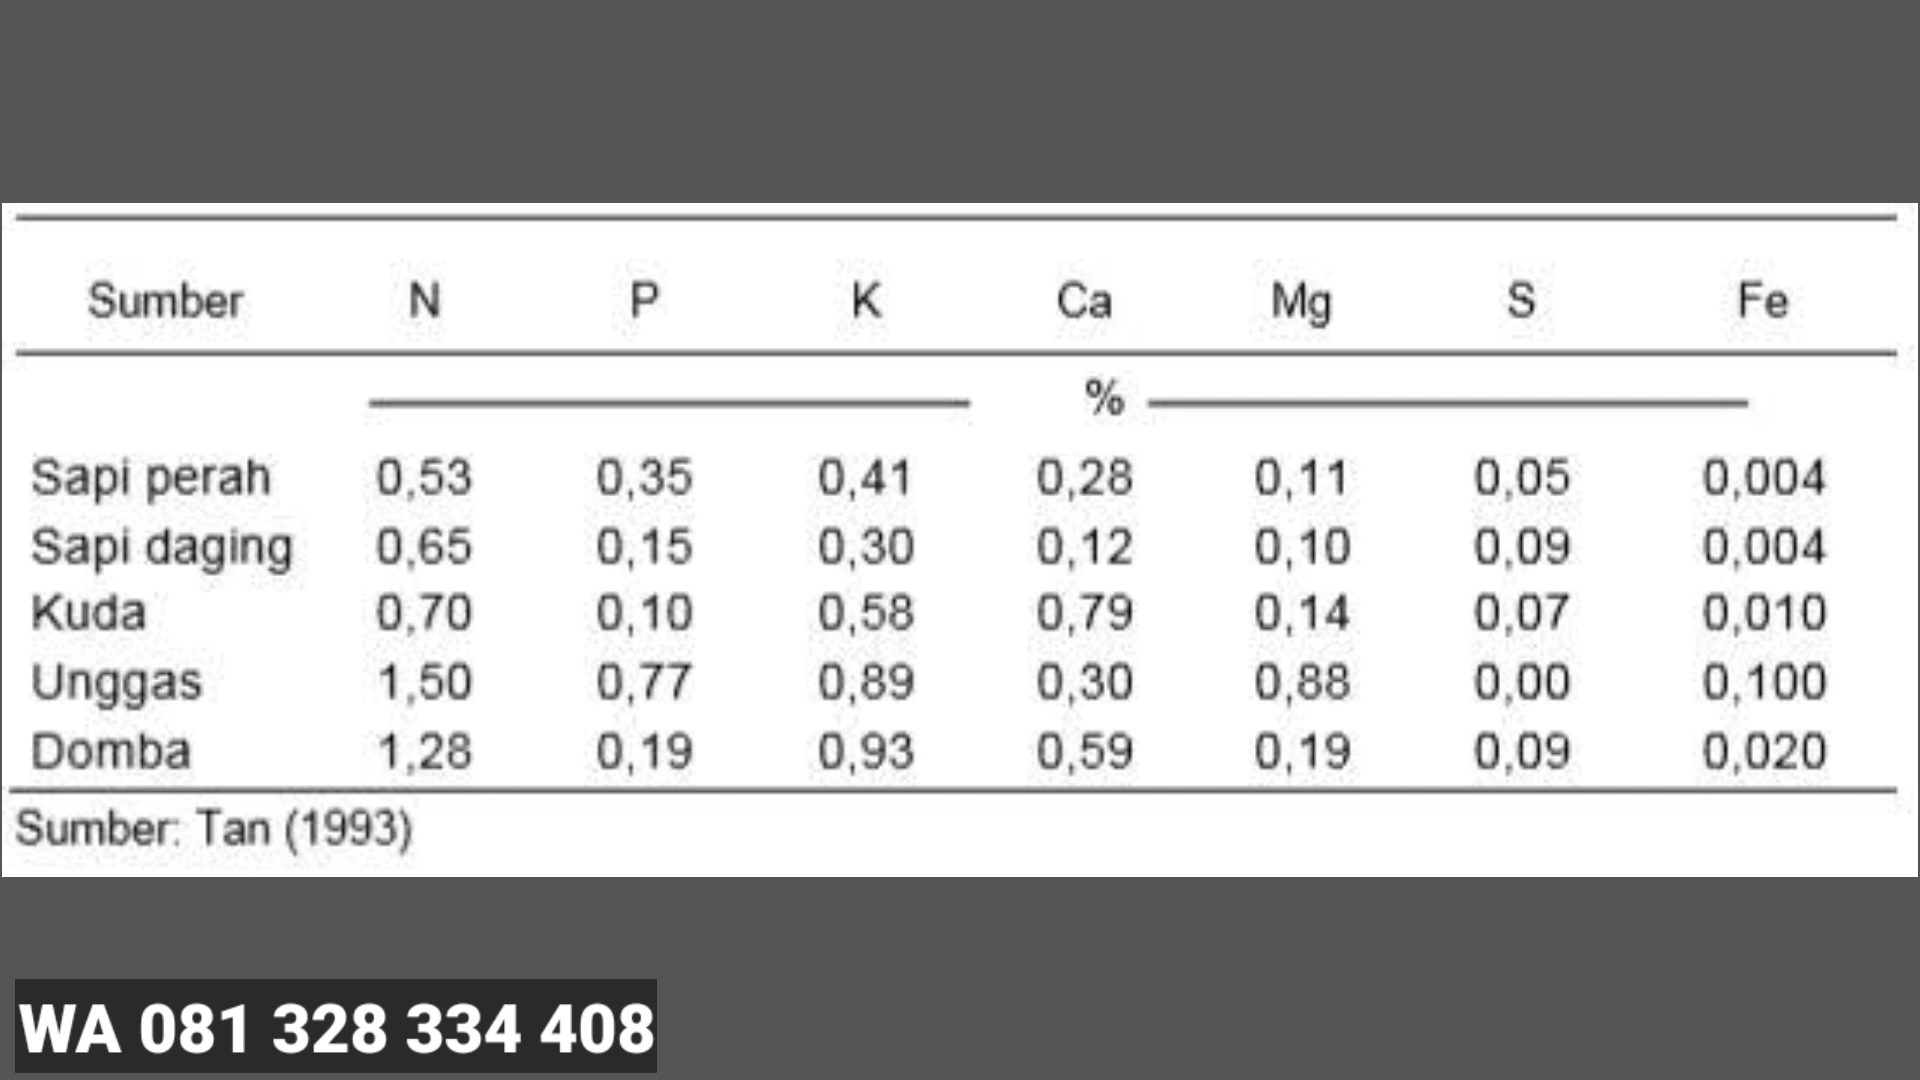 Sumber N P K Ca Mg S Fe
%
Sapi perah 0,53 0,35 0,41 0,28 0,11 0,05 0,004
Sapi daging 0,65 0,15 0,30 0,12 0,10 0,09 0,004
Kuda 0,70 0,10 0,58 0,79 0,14 0,07 0,010
Unggas 1,50 0,77 0,89 0,30 0,88 0,00 0,100
Domba 1,28 0,19 0,93 0,59 0,19 0,09 0,020
Sumber: Tan (1993)
WA 081 328 334 408